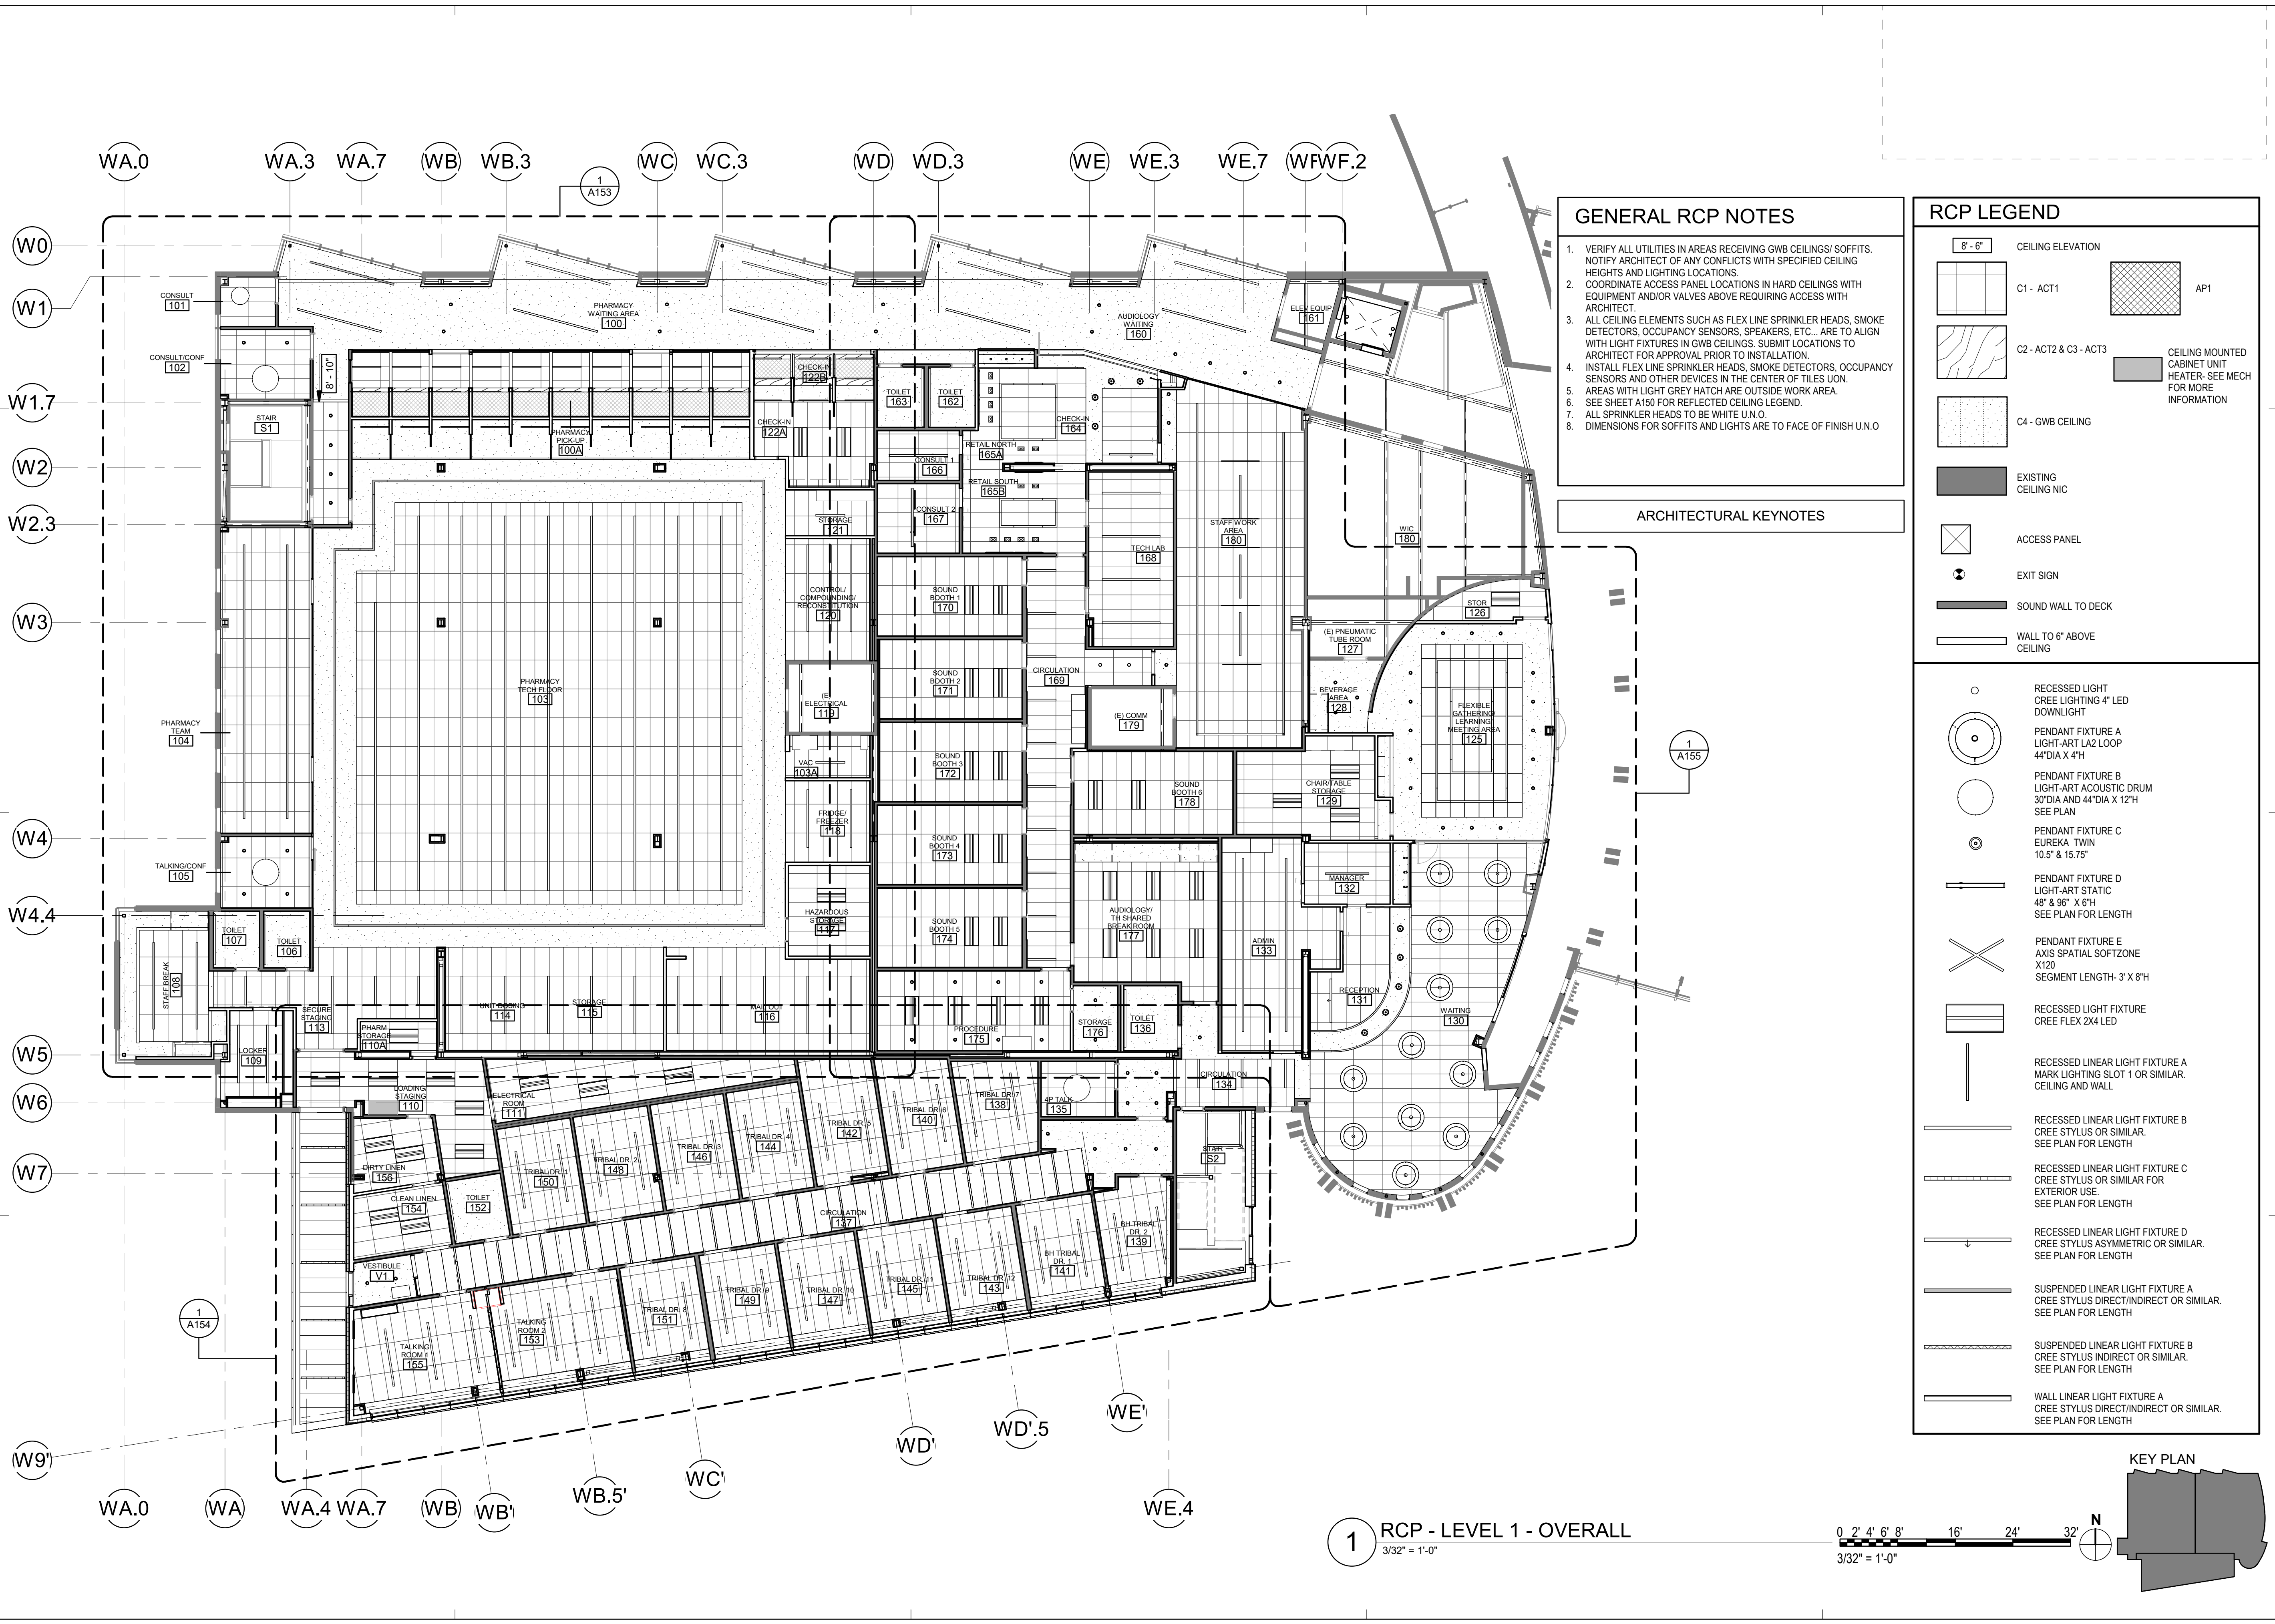 WA.0
WA.3
WA.7
WB
WB.3
WC
WC.3
WD
WD.3
WE
WE.3
WE.7
WF
WF.2
1
A153
W0
W1
W1.7
W2
W2.3
W3
W4
W4.4
W5
W6
W7
W9'
CONSULT
101
CONSULT/CONF
102
8' - 10"
STAIR
S1
PHARMACY
WAITING AREA
100
PHARMACY
PICK-UP
100A
CHECK-IN
122B
CHECK-IN
122A
AUDIOLOGY
WAITING
160
ELEV EQUIP
161
TOILET
163
TOILET
162
CHECK-IN
164
RETAIL NORTH
165A
CONSULT 1
166
RETAIL SOUTH
165B
CONSULT 2
167
STORAGE
121
STAFF WORK
AREA
180
WIC
180
TECH LAB
168
CONTROL/
COMPOUNDING/
RECONSTITUTION
120
SOUND
BOOTH 1
170
STOR
126
(E) PNEUMATIC
TUBE ROOM
127
SOUND
BOOTH 2
171
CIRCULATION
169
PHARMACY
TECH FLOOR
103
(E)
ELECTRICAL
119
(E) COMM
179
BEVERAGE
AREA
128
FLEXIBLE
GATHERING/
LEARNING/
MEETING AREA
125
PHARMACY
TEAM
104
VAC
103A
SOUND
BOOTH 3
172
SOUND
BOOTH 6
178
CHAIR/TABLE
STORAGE
129
1
A155
FRIDGE/
FREEZER
118
SOUND
BOOTH 4
173
TALKING/CONF
105
MANAGER
132
HAZARDOUS
STORAGE
117
SOUND
BOOTH 5
174
AUDIOLOGY/
TH SHARED
BREAK ROOM
177
ADMIN
133
TOILET
107
TOILET
106
STAFF BREAK
108
RECEPTION
131
WAITING
130
SECURE
STAGING
113
UNIT DOSING
114
STORAGE
115
MAIL OUT
116
PHARM
STORAGE
110A
PROCEDURE
175
STORAGE
176
TOILET
136
LOCKER
109
LOADING/
STAGING
110
ELECTRICAL
ROOM
111
CIRCULATION
134
4P TALK
135
TRIBAL DR. 7
138
TRIBAL DR. 6
140
TRIBAL DR. 5
142
TRIBAL DR. 4
144
TRIBAL DR. 3
146
TRIBAL DR. 2
148
TRIBAL DR. 1
150
STAIR
S2
DIRTY LINEN
156
CLEAN LINEN
154
TOILET
152
CIRCULATION
137
BH TRIBAL
DR. 2
139
BH TRIBAL
DR. 1
141
TRIBAL DR. 12
143
TRIBAL DR. 11
145
TRIBAL DR. 10
147
TRIBAL DR. 9
149
TRIBAL DR. 8
151
VESTIBULE
V1
TALKING
ROOM 2
153
TALKING
ROOM 1
155
1
A154
WA.0
WA
WA.4
WA.7
WB
WB'
WB.5'
WC'
WD'
WD'.5
WE'
WE.4
GENERAL RCP NOTES
1. VERIFY ALL UTILITIES IN AREAS RECEIVING GWB CEILINGS/ SOFFITS.
NOTIFY ARCHITECT OF ANY CONFLICTS WITH SPECIFIED CEILING
HEIGHTS AND LIGHTING LOCATIONS.
2. COORDINATE ACCESS PANEL LOCATIONS IN HARD CEILINGS WITH
EQUIPMENT AND/OR VALVES ABOVE REQUIRING ACCESS WITH
ARCHITECT.
3. ALL CEILING ELEMENTS SUCH AS FLEX LINE SPRINKLER HEADS, SMOKE
DETECTORS, OCCUPANCY SENSORS, SPEAKERS, ETC... ARE TO ALIGN
WITH LIGHT FIXTURES IN GWB CEILINGS. SUBMIT LOCATIONS TO
ARCHITECT FOR APPROVAL PRIOR TO INSTALLATION.
4. INSTALL FLEX LINE SPRINKLER HEADS, SMOKE DETECTORS, OCCUPANCY
SENSORS AND OTHER DEVICES IN THE CENTER OF TILES UON.
5. AREAS WITH LIGHT GREY HATCH ARE OUTSIDE WORK AREA.
6. SEE SHEET A150 FOR REFLECTED CEILING LEGEND.
7. ALL SPRINKLER HEADS TO BE WHITE U.N.O.
8. DIMENSIONS FOR SOFFITS AND LIGHTS ARE TO FACE OF FINISH U.N.O
ARCHITECTURAL KEYNOTES
RCP LEGEND
8' - 6"
CEILING ELEVATION
C1 - ACT1
AP1
C2 - ACT2 & C3 - ACT3
CEILING MOUNTED
CABINET UNIT
HEATER- SEE MECH
FOR MORE
INFORMATION
C4 - GWB CEILING
EXISTING
CEILING NIC
ACCESS PANEL
EXIT SIGN
SOUND WALL TO DECK
WALL TO 6" ABOVE
CEILING
RECESSED LIGHT
CREE LIGHTING 4" LED
DOWNLIGHT
PENDANT FIXTURE A
LIGHT-ART LA2 LOOP
44"DIA X 4"H
PENDANT FIXTURE B
LIGHT-ART ACOUSTIC DRUM
30"DIA AND 44"DIA X 12"H
SEE PLAN
PENDANT FIXTURE C
EUREKA TWIN
10.5" & 15.75"
PENDANT FIXTURE D
LIGHT-ART STATIC
48" & 96" X 6"H
SEE PLAN FOR LENGTH
PENDANT FIXTURE E
AXIS SPATIAL SOFTZONE
X120
SEGMENT LENGTH- 3' X 8"H
RECESSED LIGHT FIXTURE
CREE FLEX 2X4 LED
RECESSED LINEAR LIGHT FIXTURE A
MARK LIGHTING SLOT 1 OR SIMILAR.
CEILING AND WALL
RECESSED LINEAR LIGHT FIXTURE B
CREE STYLUS OR SIMILAR.
SEE PLAN FOR LENGTH
RECESSED LINEAR LIGHT FIXTURE C
CREE STYLUS OR SIMILAR FOR
EXTERIOR USE.
SEE PLAN FOR LENGTH
RECESSED LINEAR LIGHT FIXTURE D
CREE STYLUS ASYMMETRIC OR SIMILAR.
SEE PLAN FOR LENGTH
SUSPENDED LINEAR LIGHT FIXTURE A
CREE STYLUS DIRECT/INDIRECT OR SIMILAR.
SEE PLAN FOR LENGTH
SUSPENDED LINEAR LIGHT FIXTURE B
CREE STYLUS INDIRECT OR SIMILAR.
SEE PLAN FOR LENGTH
WALL LINEAR LIGHT FIXTURE A
CREE STYLUS DIRECT/INDIRECT OR SIMILAR.
SEE PLAN FOR LENGTH
KEY PLAN
1
RCP - LEVEL 1 - OVERALL
3/32" = 1'-0"
0 2' 4' 6' 8' 16' 24' 32'
3/32" = 1'-0"
N